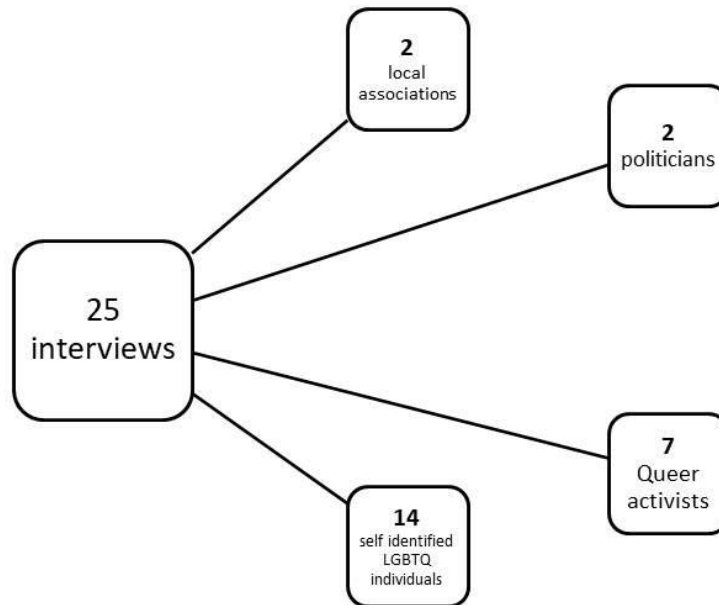 2
local
associations
2
politicians
25
interviews
7
Queer
activists
14
self identified
LGBTQ
individuals